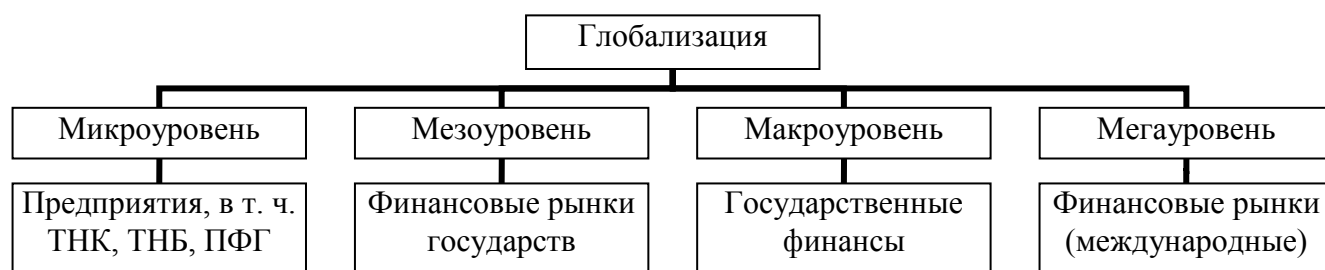 Глобализация
Микроуровень
Мезоуровень
Макроуровень
Мегауровень
Предприятия, в т. ч.
ТНК, ТНБ, ПФГ
Финансовые рынки
государств
Государственные
финансы
Финансовые рынки
(международные)